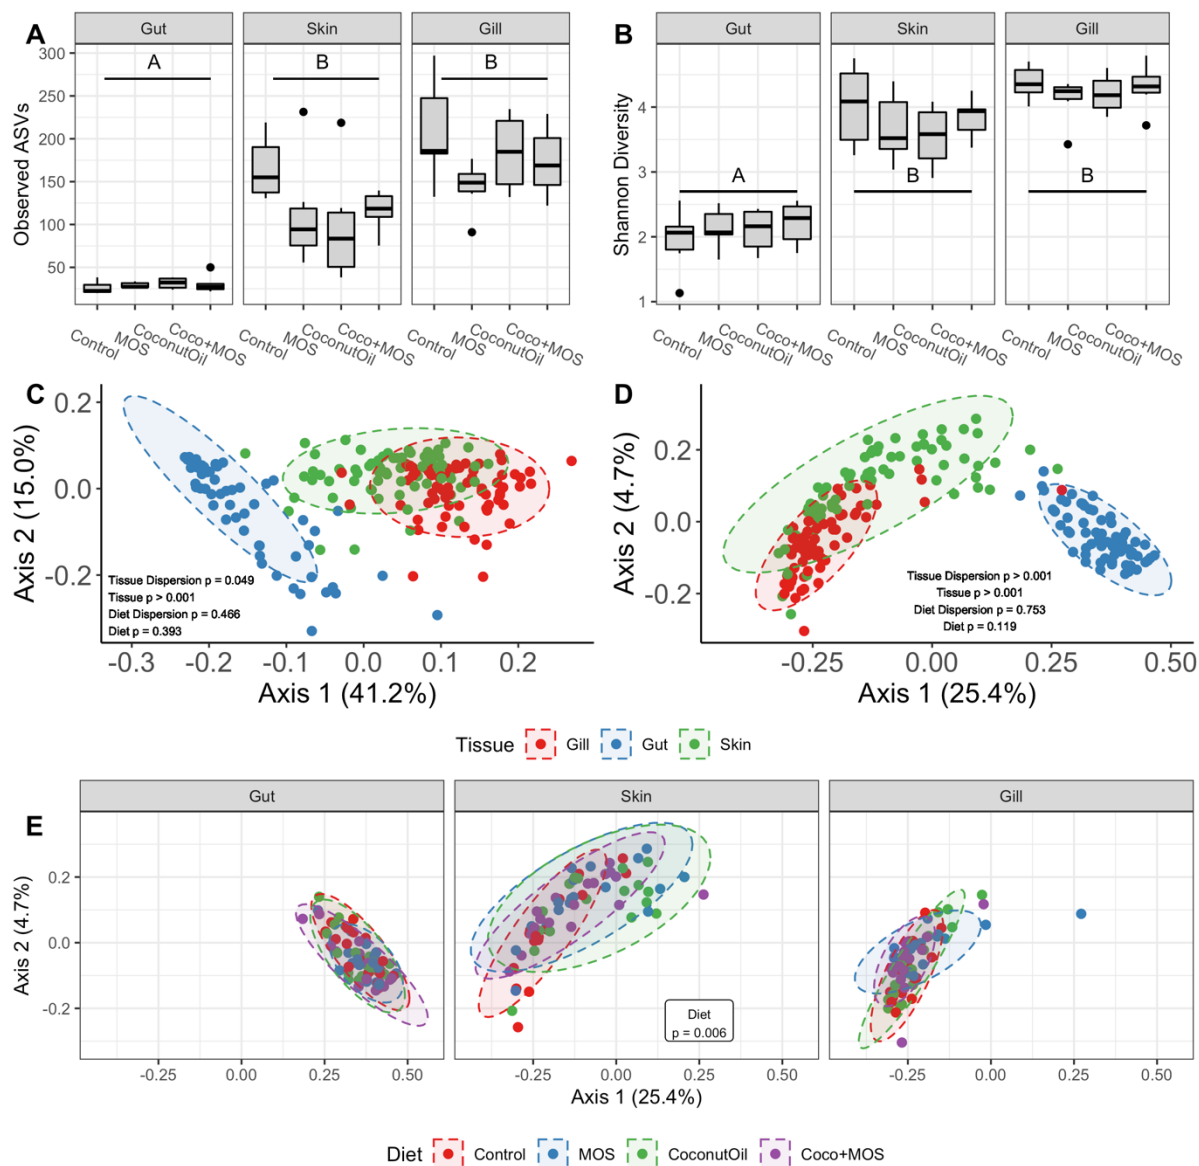 A
Gut
Skin
Gill
Observed ASVs
300
250
200
150
100
50
A
B
B
Control
MOS
CoconutOil
Coco+MOS
Control
MOS
CoconutOil
Coco+MOS
Control
MOS
CoconutOil
Coco+MOS
B
Gut
Skin
Gill
Shannon Diversity
4
3
2
1
A
B
B
Control
MOS
CoconutOil
Coco+MOS
Control
MOS
CoconutOil
Coco+MOS
Control
MOS
CoconutOil
Coco+MOS
C
Axis 2 (15.0%)
0.2
0.0
-0.2
Tissue Dispersion p = 0.049
Tissue p > 0.001
Diet Dispersion p = 0.466
Diet p = 0.393
-0.3 -0.2 -0.1 0.0 0.1 0.2
Axis 1 (41.2%)
D
Axis 2 (4.7%)
0.2
0.0
-0.2
Tissue Dispersion p > 0.001
Tissue p > 0.001
Diet Dispersion p = 0.753
Diet p = 0.119
-0.25 0.00 0.25 0.50
Axis 1 (25.4%)
Tissue Gill Gut Skin
E
Gut
Skin
Gill
Axis 2 (4.7%)
0.2
0.0
-0.2
Diet
p = 0.006
-0.25 0.00 0.25 0.50
-0.25 0.00 0.25 0.50
-0.25 0.00 0.25 0.50
Axis 1 (25.4%)
Diet Control MOS CoconutOil Coco+MOS